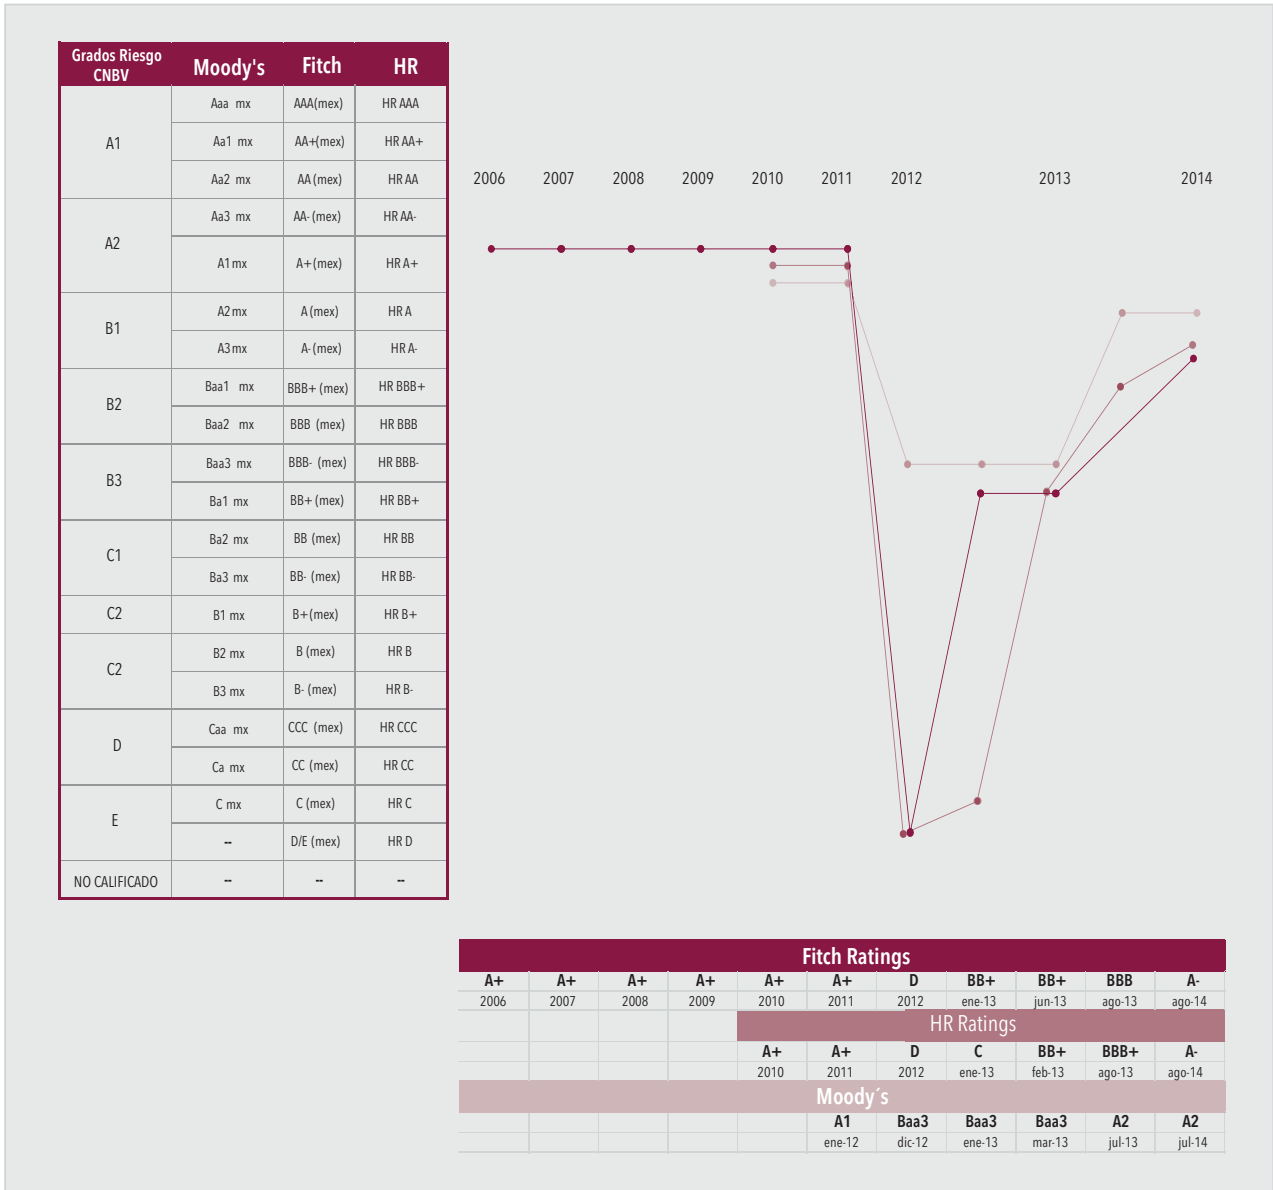 Grados Riesgo CNBV Moody's Fitch HR
A1 Aaa mx AAA(mex) HR AAA
Aa1 mx AA+(mex) HR AA+
Aa2 mx AA (mex) HR AA
A2 Aa3 mx AA- (mex) HR AA-
A1 mx A+ (mex) HR A+
B1 A2 mx A (mex) HR A
A3 mx A- (mex) HR A-
B2 Baa1 mx BBB+ (mex) HR BBB+
Baa2 mx BBB (mex) HR BBB
B3 Baa3 mx BBB- (mex) HR BBB-
Ba1 mx BB+ (mex) HR BB+
C1 Ba2 mx BB (mex) HR BB
Ba3 mx BB- (mex) HR BB-
C2 B1 mx B+(mex) HR B+
C2 B2 mx B (mex) HR B
B3 mx B- (mex) HR B-
D Caa mx CCC (mex) HR CCC
Ca mx CC (mex) HR CC
E C mx C (mex) HR C
-- D/E (mex) HR D
NO CALIFICADO -- -- --
2006 2007 2008 2009 2010 2011 2012 2013 2014
Fitch Ratings
A+ A+ A+ A+ A+ A+ D BB+ BB+ BBB A-
2006 2007 2008 2009 2010 2011 2012 ene-13 jun-13 ago-13 ago-14
HR Ratings
A+ A+ D C BB+ BBB+ A-
2010 2011 2012 ene-13 feb-13 ago-13 ago-14
Moody´s
A1 Baa3 Baa3 Baa3 A2 A2
ene-12 dic-12 ene-13 mar-13 jul-13 jul-14